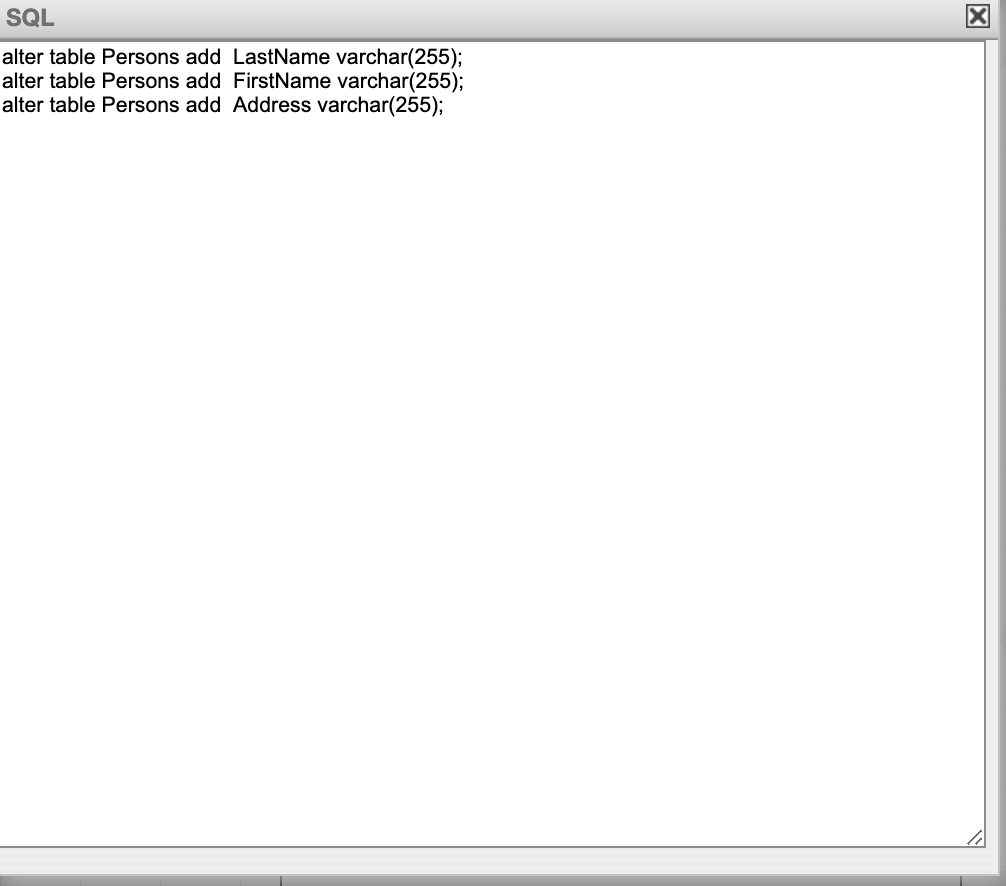 SQL
alter table Persons add  LastName varchar(255);
alter table Persons add  FirstName varchar(255);
alter table Persons add  Address varchar(255);